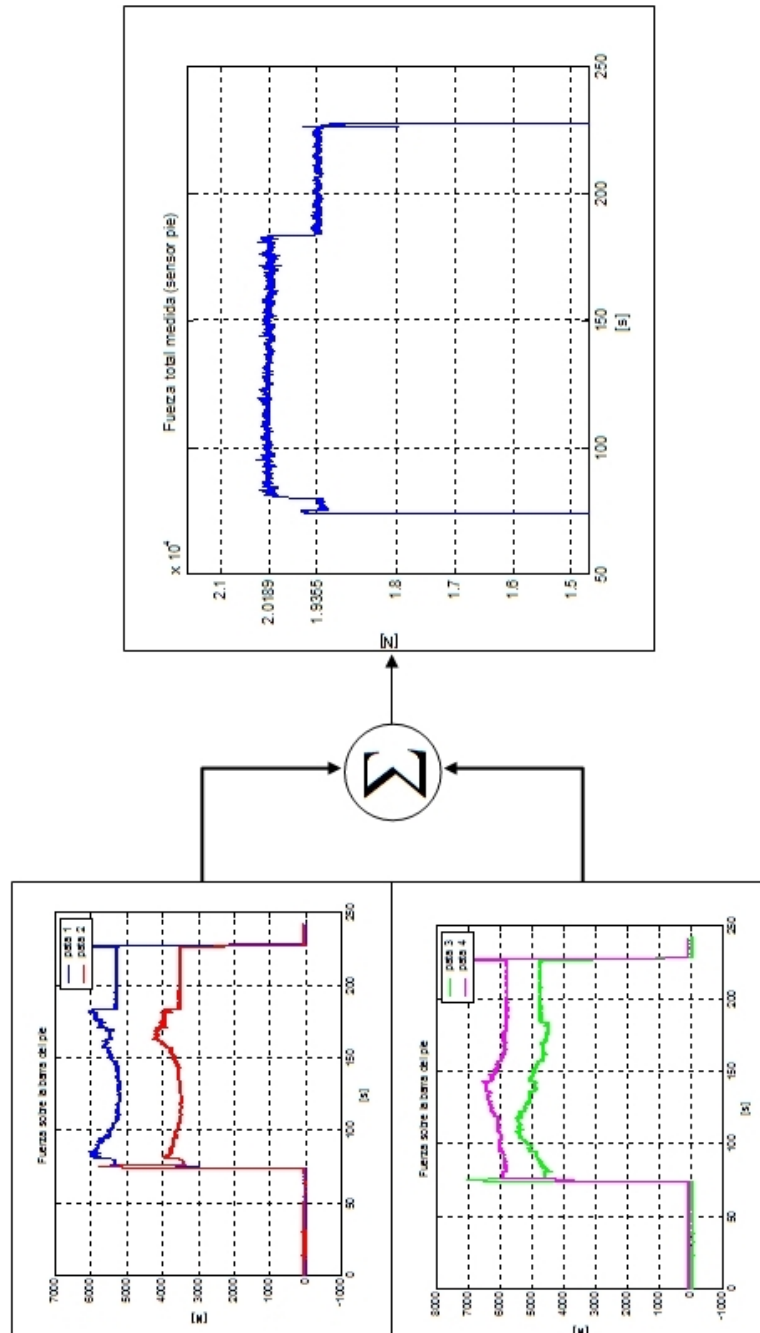 Fuerza sobre la barra del pie
pata 1
pata 2
7000
6000
5000
4000
3000
2000
1000
0
-1000
[N]
0
50
100
150
200
250
[s]
Fuerza sobre la barra del pie
pata 3
pata 4
8000
7000
6000
5000
4000
3000
2000
1000
0
-1000
[N]
0
50
100
150
200
250
[s]
Σ
Fuerza total medida (sensor pie)
x 10⁴
2.1
2.0189
1.9355
1.8
1.7
1.6
1.5
[N]
50
100
150
200
250
[s]